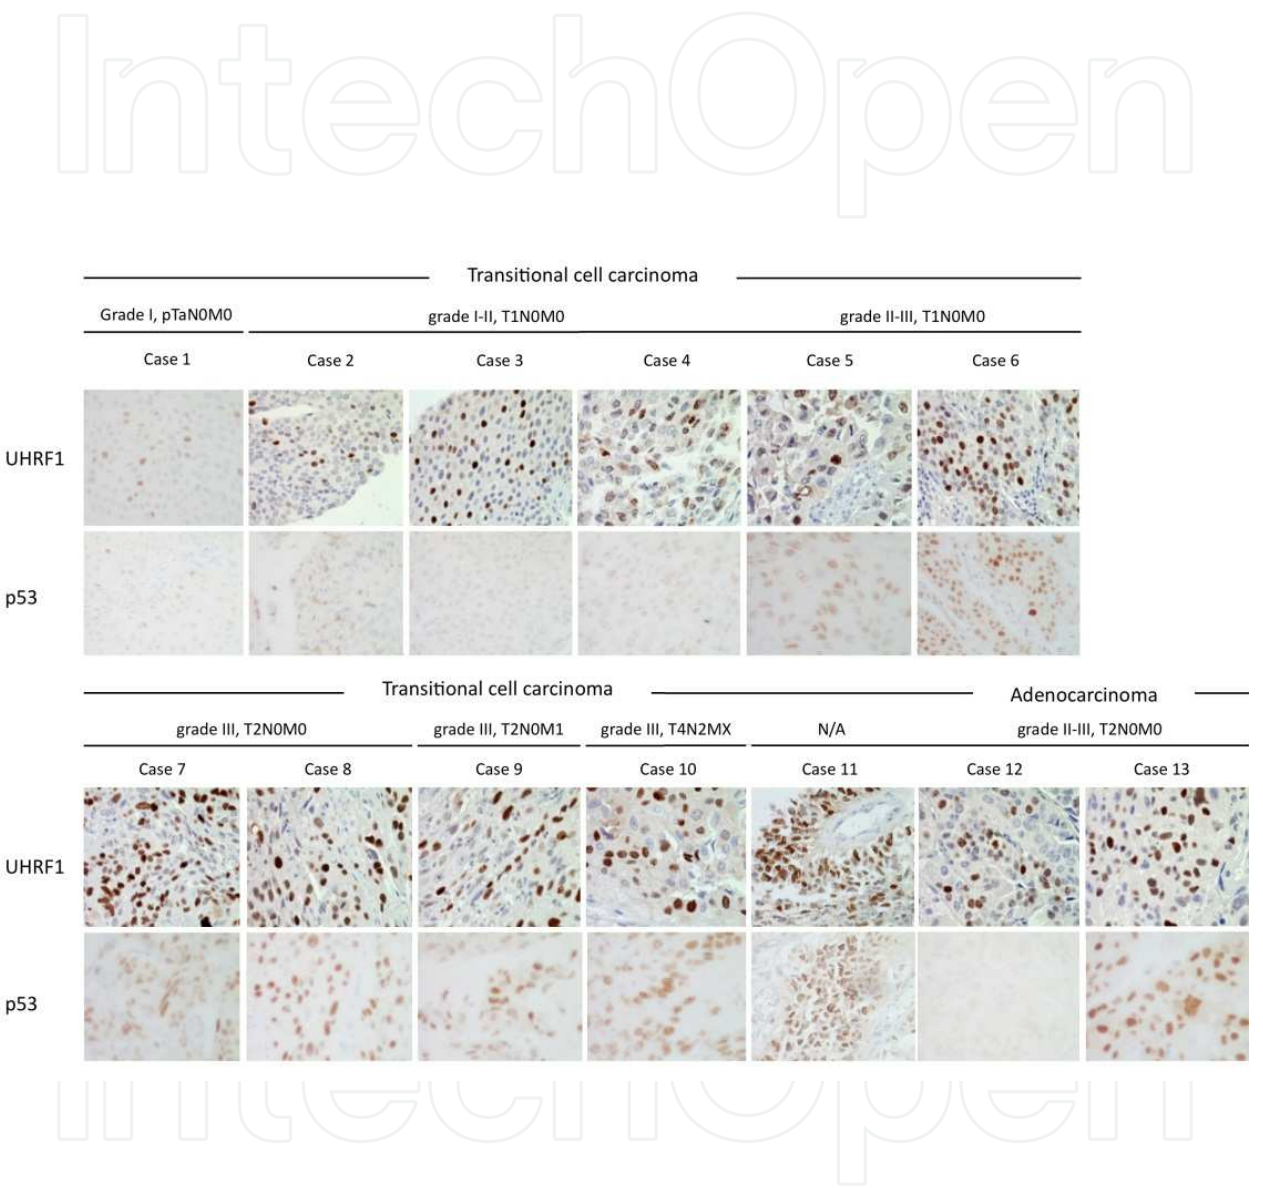 IntechOpen
Transitional cell carcinoma
Grade I, pTaN0M0 grade I-II, T1N0M0 grade II-III, T1N0M0
Case 1 Case 2 Case 3 Case 4 Case 5 Case 6
UHRF1
p53
Transitional cell carcinoma Adenocarcinoma
grade III, T2N0M0 grade III, T2N0M1 grade III, T4N2MX N/A grade II-III, T2N0M0
Case 7 Case 8 Case 9 Case 10 Case 11 Case 12 Case 13
UHRF1
p53
IntechOpen